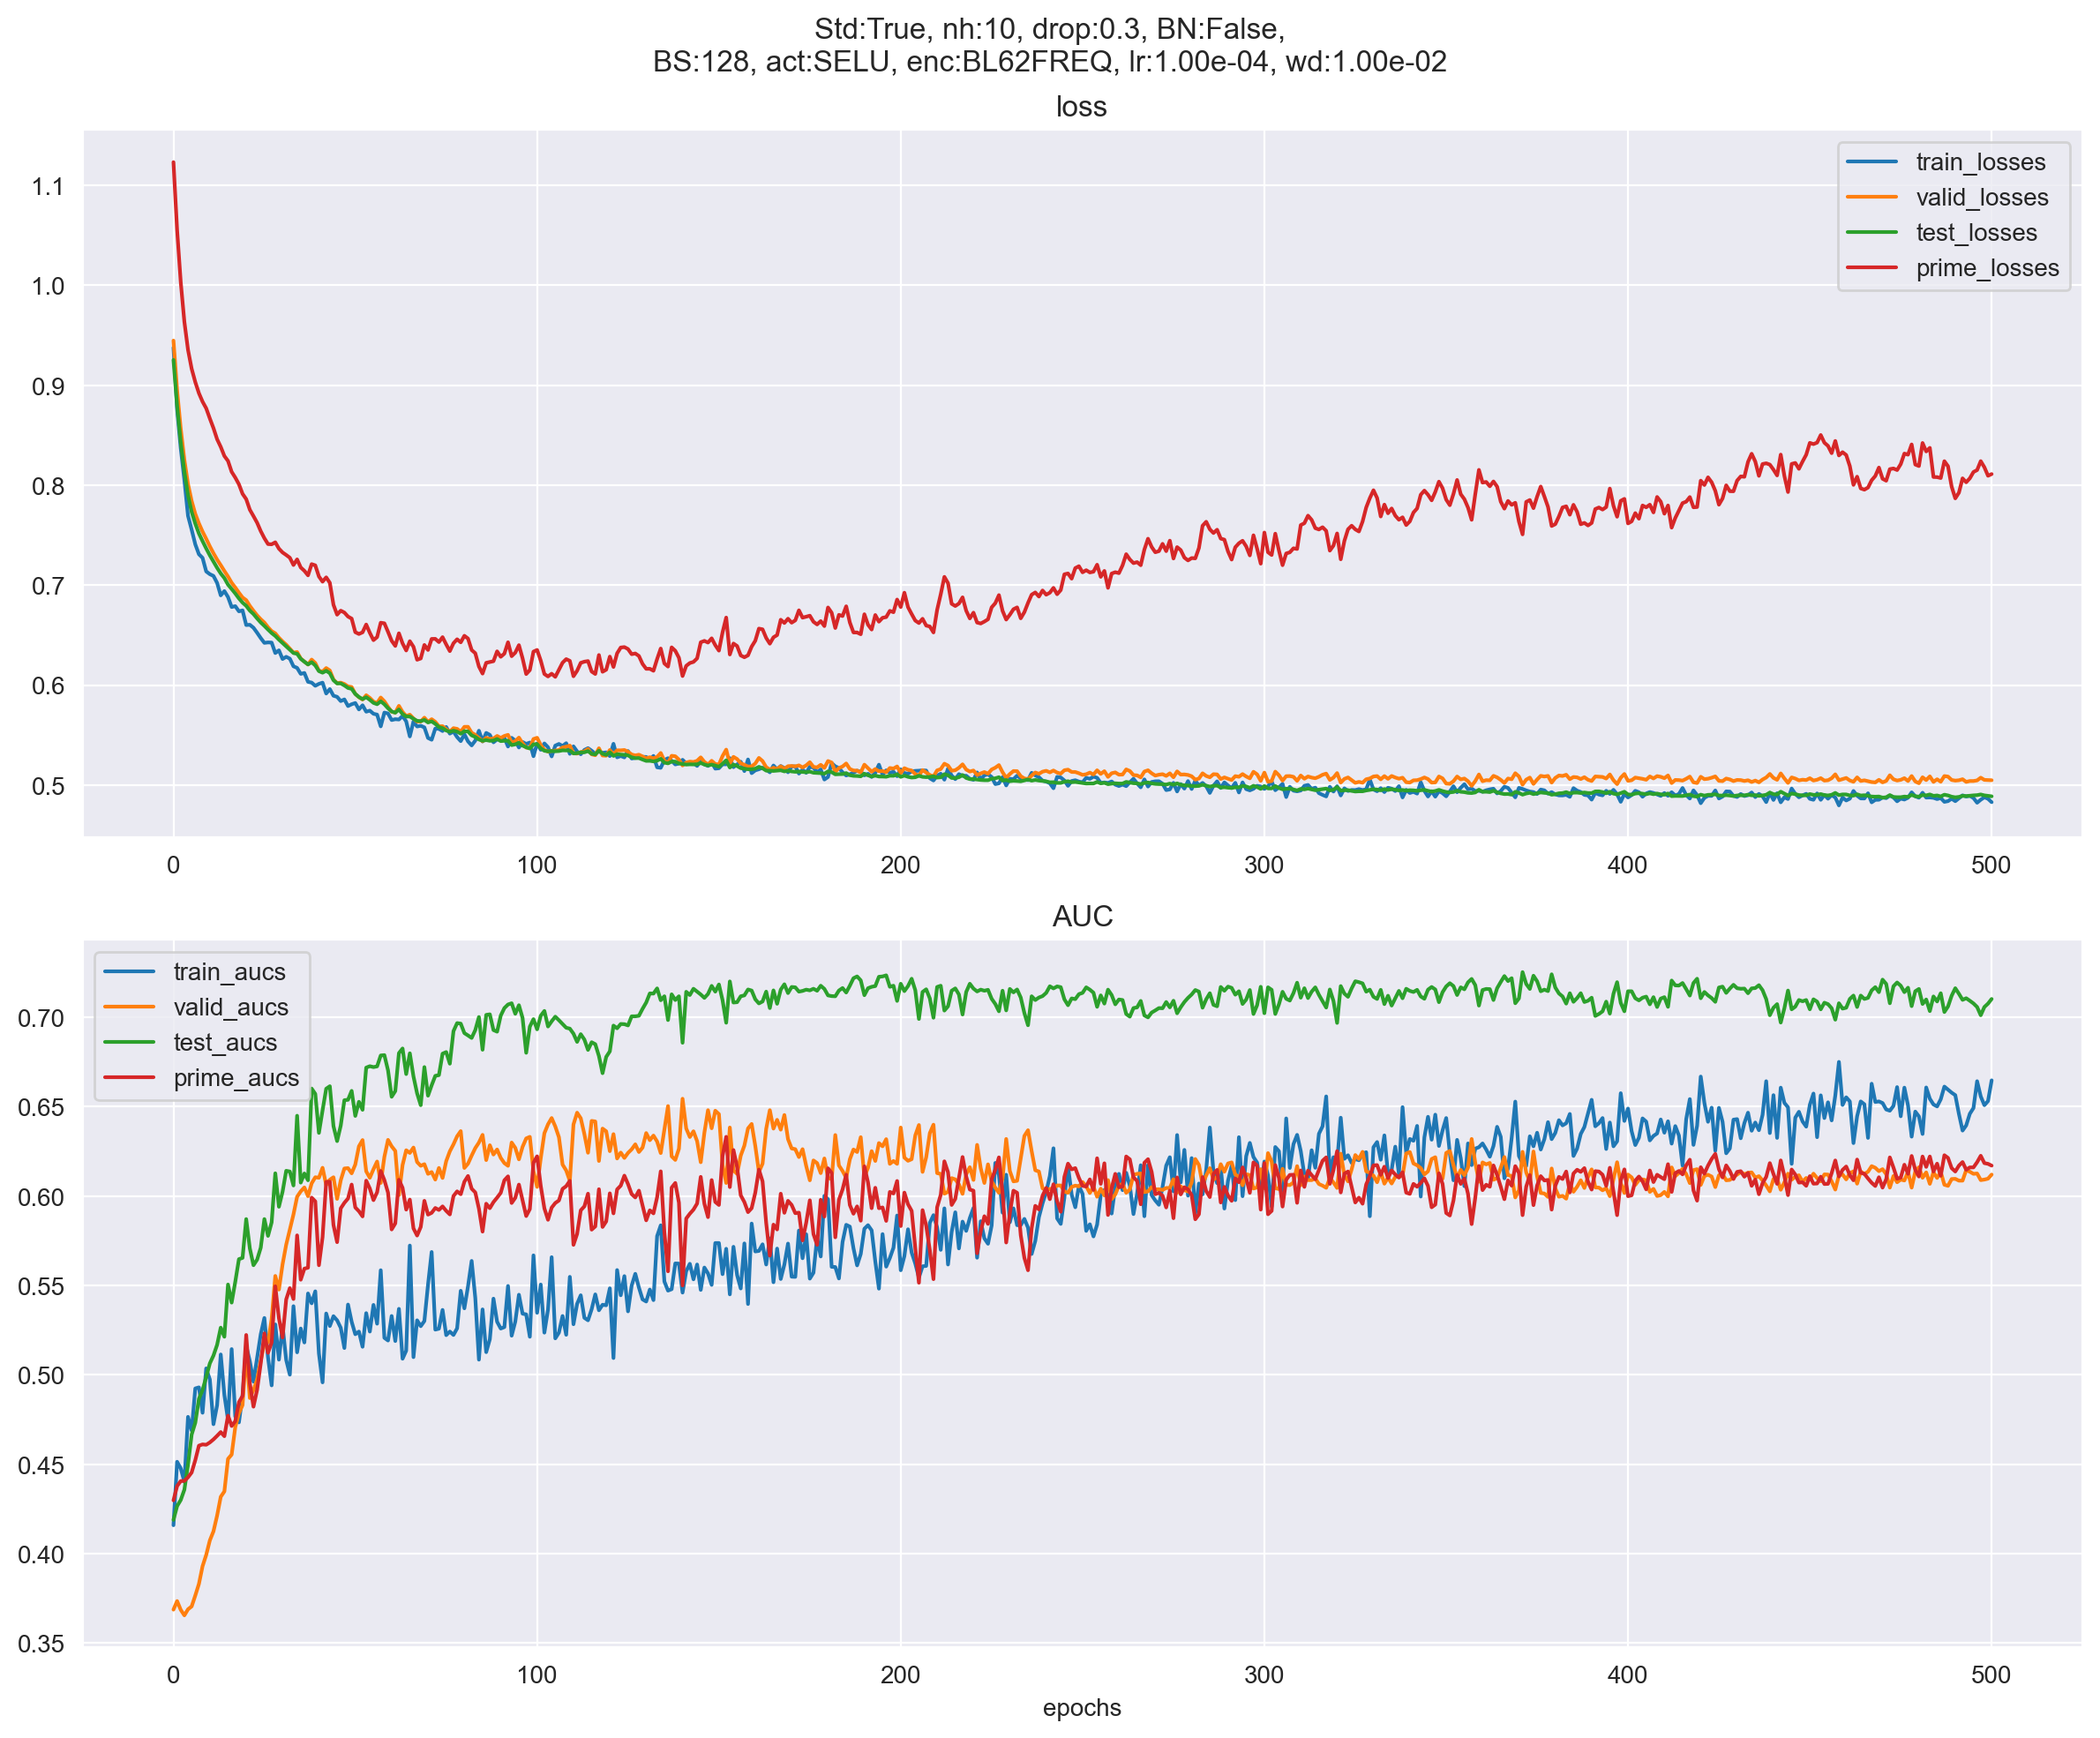 Std:True, nh:10, drop:0.3, BN:False,
BS:128, act:SELU, enc:BL62FREQ, lr:1.00e-04, wd:1.00e-02
loss
1.1
1.0
0.9
0.8
0.7
0.6
0.5
train_losses
valid_losses
test_losses
prime_losses
0 100 200 300 400 500
AUC
train_aucs
valid_aucs
test_aucs
prime_aucs
0.70
0.65
0.60
0.55
0.50
0.45
0.40
0.35
0 100 200 300 400 500
epochs